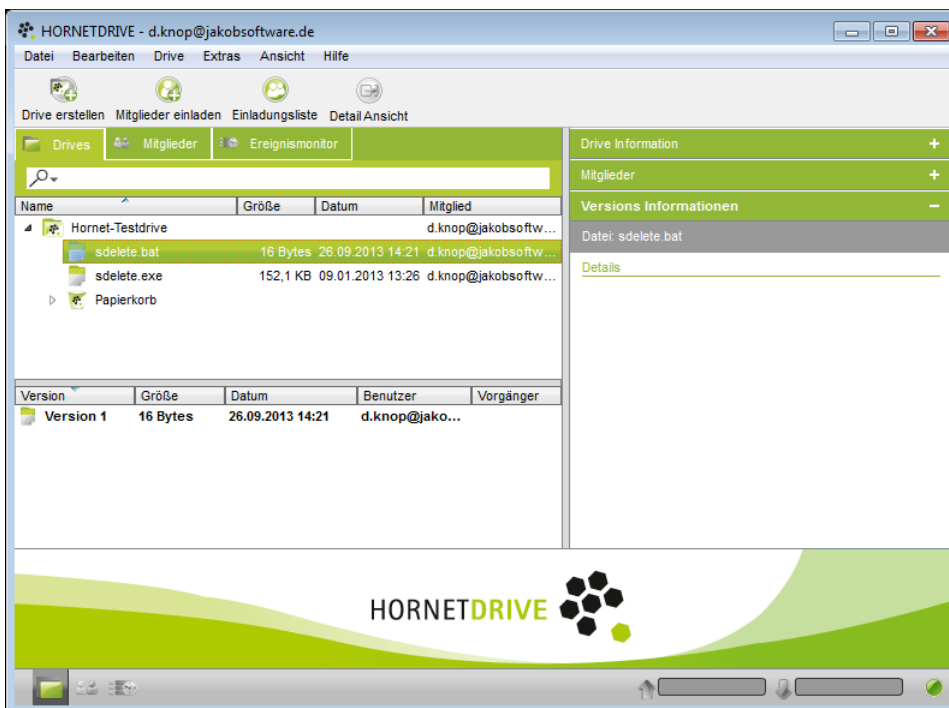 HORNETDRIVE - d.knop@jakobsoftware.de
Datei Bearbeiten Drive Extras Ansicht Hilfe
Drive erstellen Mitglieder einladen Einladungsliste Detail Ansicht
Drives Mitglieder Ereignismonitor
Name Größe Datum Mitglied
Hornet-Testdrive d.knop@jakobsoftw...
sdelete.bat 16 Bytes 26.09.2013 14:21 d.knop@jakobsoftw...
sdelete.exe 152,1 KB 09.01.2013 13:26 d.knop@jakobsoftw...
Papierkorb
Version Größe Datum Benutzer Vorgänger
Version 1 16 Bytes 26.09.2013 14:21 d.knop@jako...
Drive Information +
Mitglieder +
Versions Informationen −
Datei: sdelete.bat
Details
HORNETDRIVE